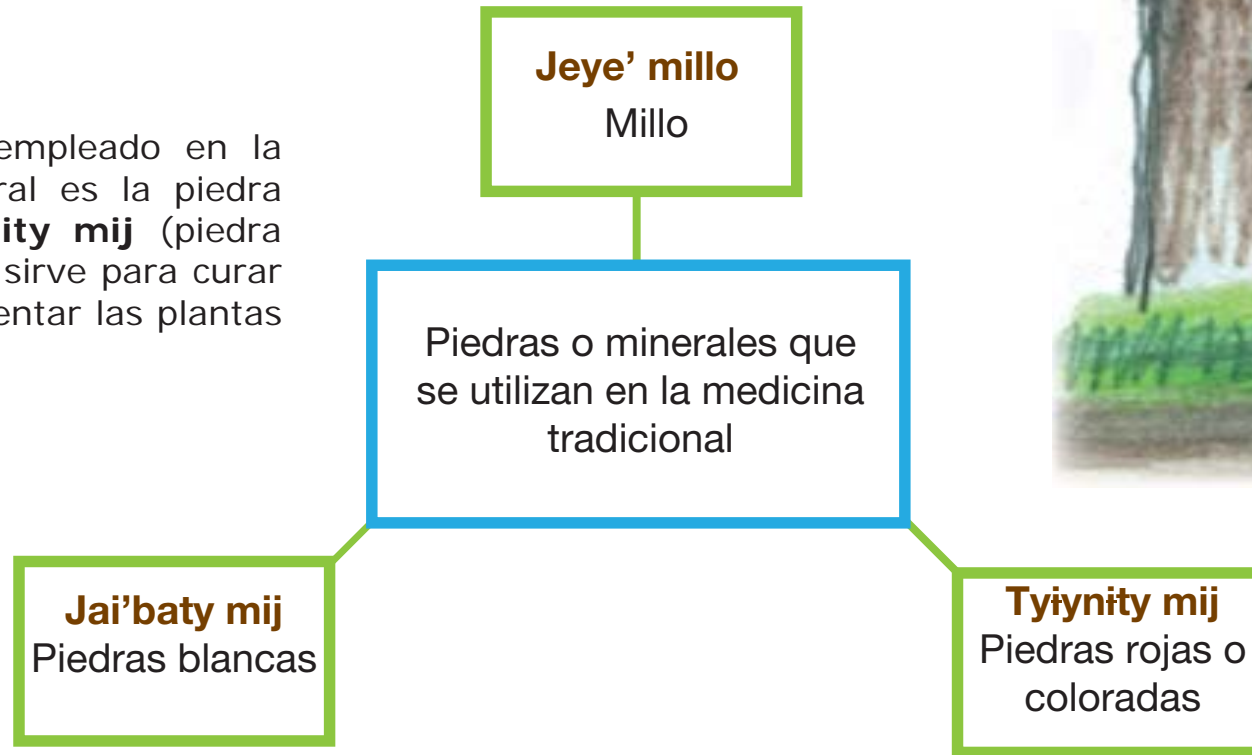 empleado en la
ral es la piedra
ity mij (piedra
sirve para curar
entar las plantas
Jeye’ millo
Millo
Piedras o minerales que
se utilizan en la medicina
tradicional
Jai’baty mij
Piedras blancas
Tyɨynɨty mij
Piedras rojas o
coloradas